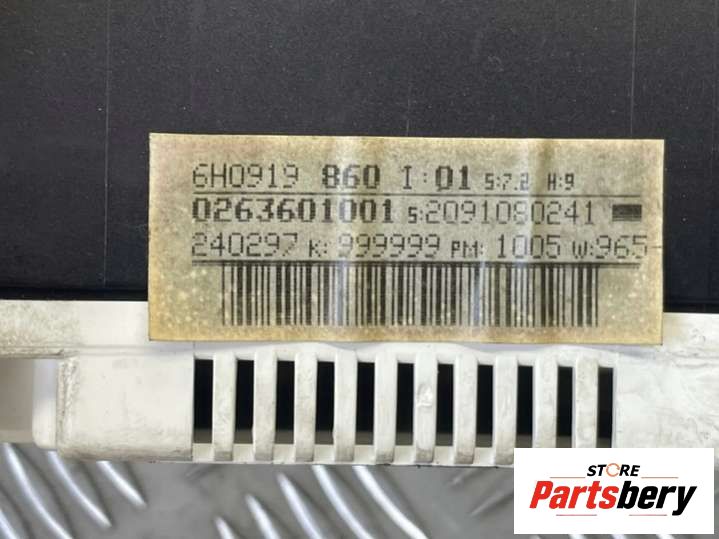 6H0919 860 I:01 S:7.2 H:9
0263601001 S:2091080241
240297 K:999999 PM:1005 W:965
STORE
Partsbery